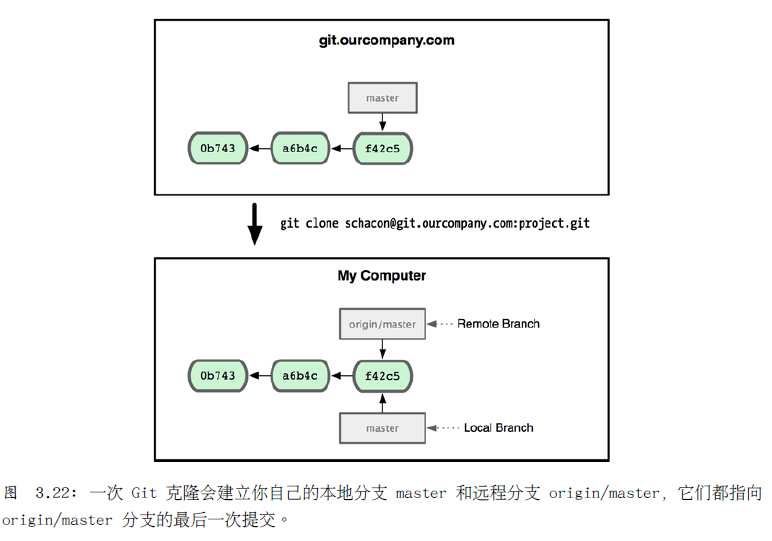 git.ourcompany.com
master
0b743 a6b4c f42c5
git clone schacon@git.ourcompany.com:project.git
My Computer
origin/master Remote Branch
0b743 a6b4c f42c5
master Local Branch
图 3.22: 一次 Git 克隆会建立你自己的本地分支 master 和远程分支 origin/master, 它们都指向
origin/master 分支的最后一次提交。